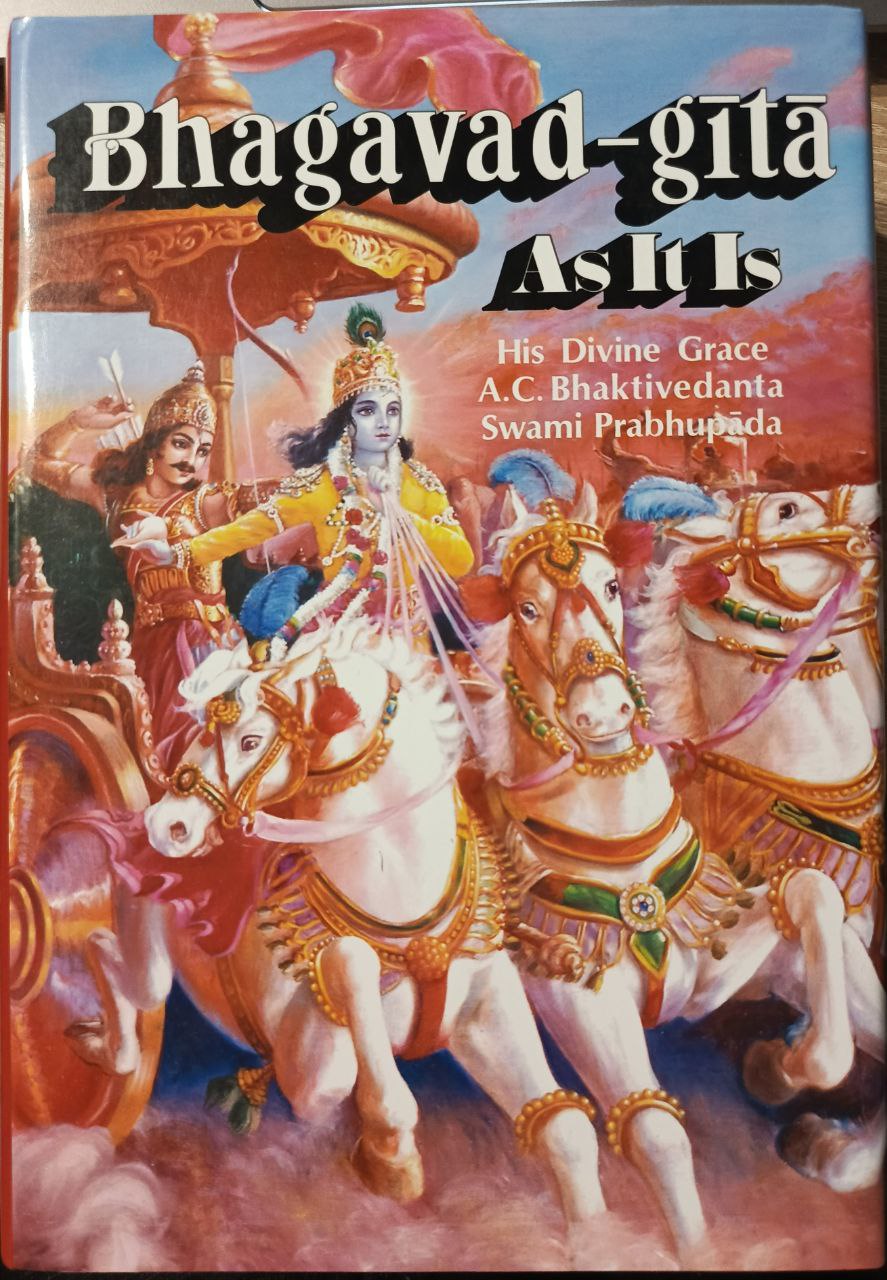 Bhagavad-gītā
As It Is
His Divine Grace
A.C. Bhaktivedanta
Swami Prabhupāda